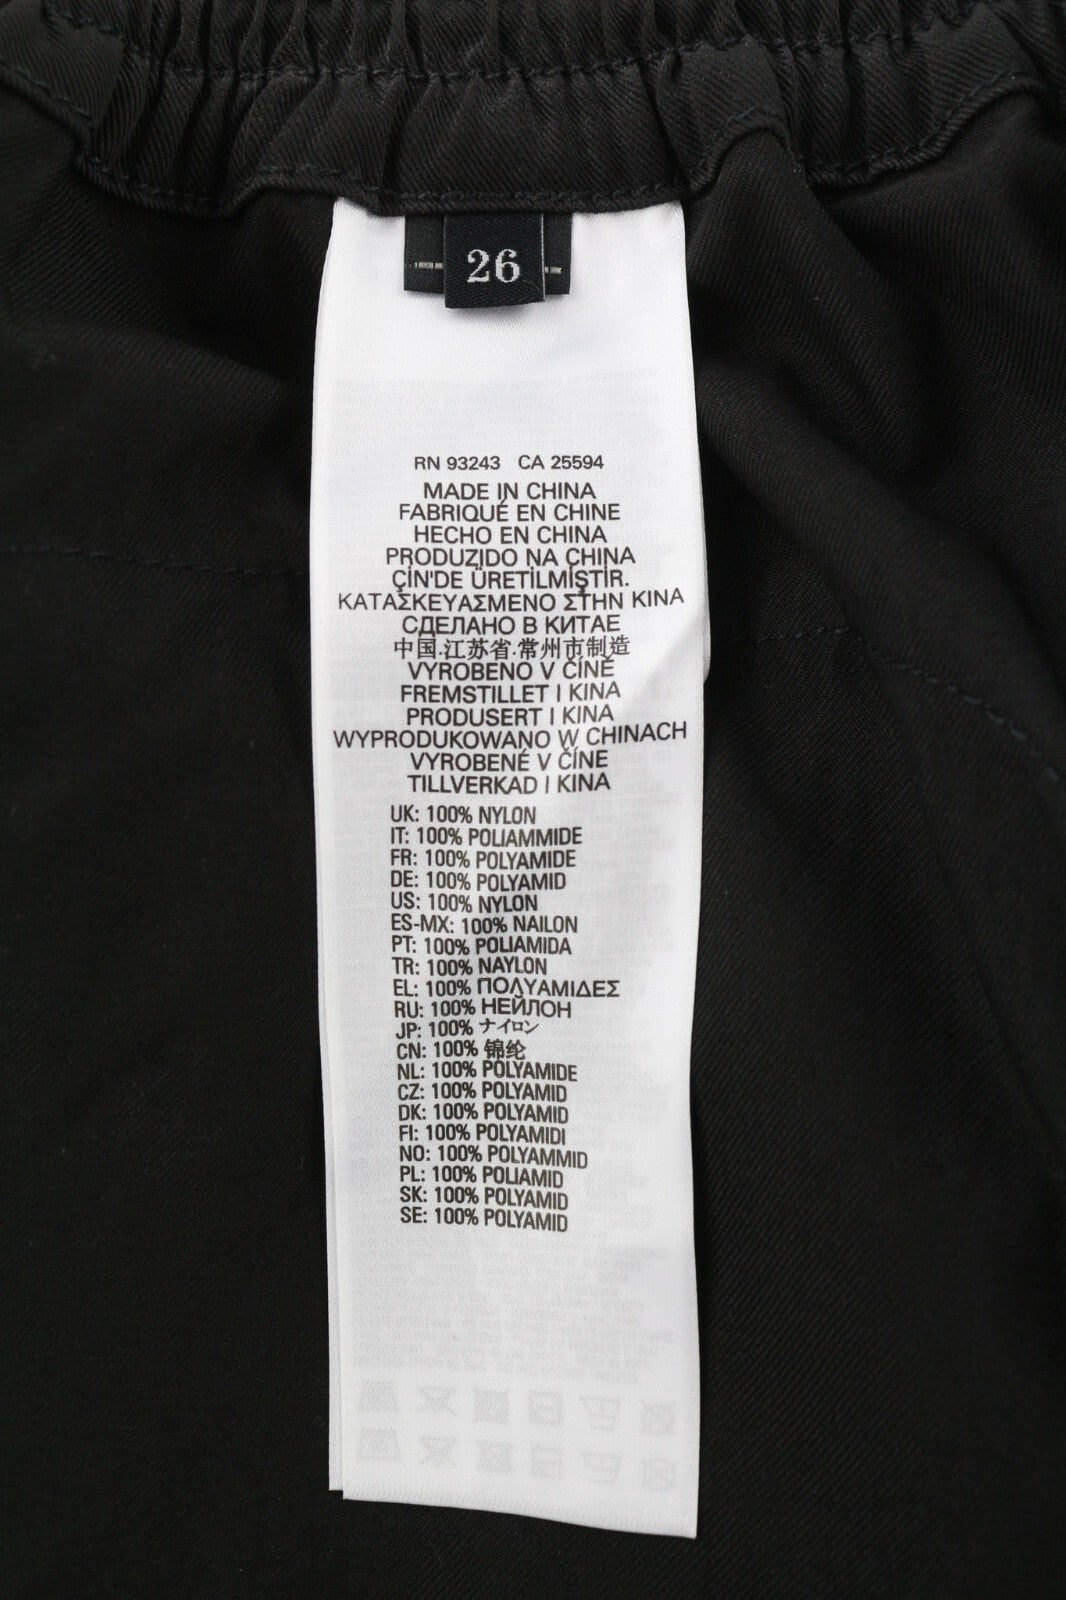 26
RN 93243 CA 25594
MADE IN CHINA
FABRIQUÉ EN CHINE
HECHO EN CHINA
PRODUZIDO NA CHINA
ÇİN'DE ÜRETİLMİŞTİR.
ΚΑΤΑΣΚΕΥΑΣΜΕΝΟ ΣΤΗΝ ΚΙΝΑ
СДЕЛАНО В КИТАЕ
中国.江苏省.常州市制造
VYROBENO V ČÍNĚ
FREMSTILLET I KINA
PRODUSERT I KINA
WYPRODUKOWANO W CHINACH
VYROBENÉ V ČÍNE
TILLVERKAD I KINA
UK: 100% NYLON
IT: 100% POLIAMMIDE
FR: 100% POLYAMIDE
DE: 100% POLYAMID
US: 100% NYLON
ES-MX: 100% NAILON
PT: 100% POLIAMIDA
TR: 100% NAYLON
EL: 100% ΠΟΛΥΑΜΙΔΕΣ
RU: 100% НЕЙЛОН
JP: 100% ナイロン
CN: 100% 锦纶
NL: 100% POLYAMIDE
CZ: 100% POLYAMID
DK: 100% POLYAMID
FI: 100% POLYAMIDI
NO: 100% POLYAMMID
PL: 100% POLIAMID
SK: 100% POLYAMID
SE: 100% POLYAMID